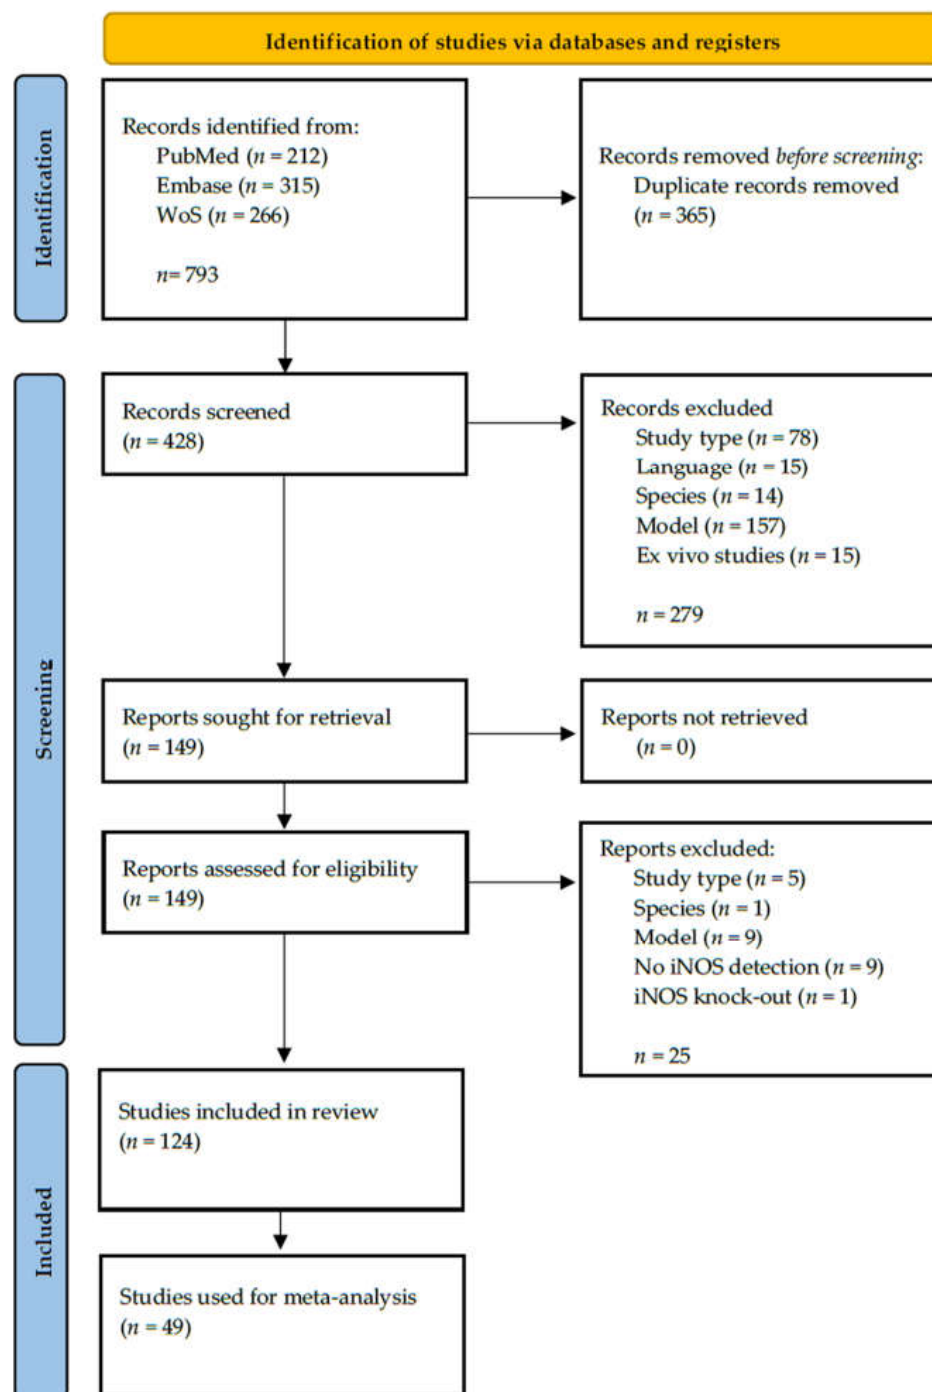 Identification of studies via databases and registers
Identification
Records identified from:
PubMed (n = 212)
Embase (n = 315)
WoS (n = 266)
n= 793
Records removed before screening:
Duplicate records removed
(n = 365)
Screening
Records screened
(n = 428)
Records excluded
Study type (n = 78)
Language (n = 15)
Species (n = 14)
Model (n = 157)
Ex vivo studies (n = 15)
n = 279
Reports sought for retrieval
(n = 149)
Reports not retrieved
(n = 0)
Reports assessed for eligibility
(n = 149)
Reports excluded:
Study type (n = 5)
Species (n = 1)
Model (n = 9)
No iNOS detection (n = 9)
iNOS knock-out (n = 1)
n = 25
Included
Studies included in review
(n = 124)
Studies used for meta-analysis
(n = 49)